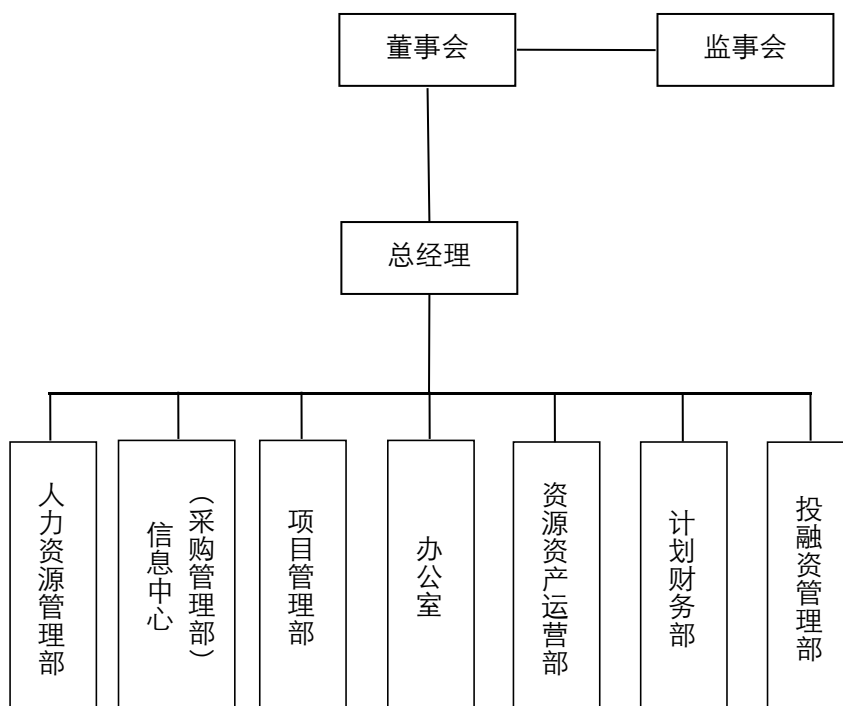 董事会
监事会
总经理
人力资源管理部
信息中心
（采购管理部）
项目管理部
办公室
资源资产运营部
计划财务部
投融资管理部